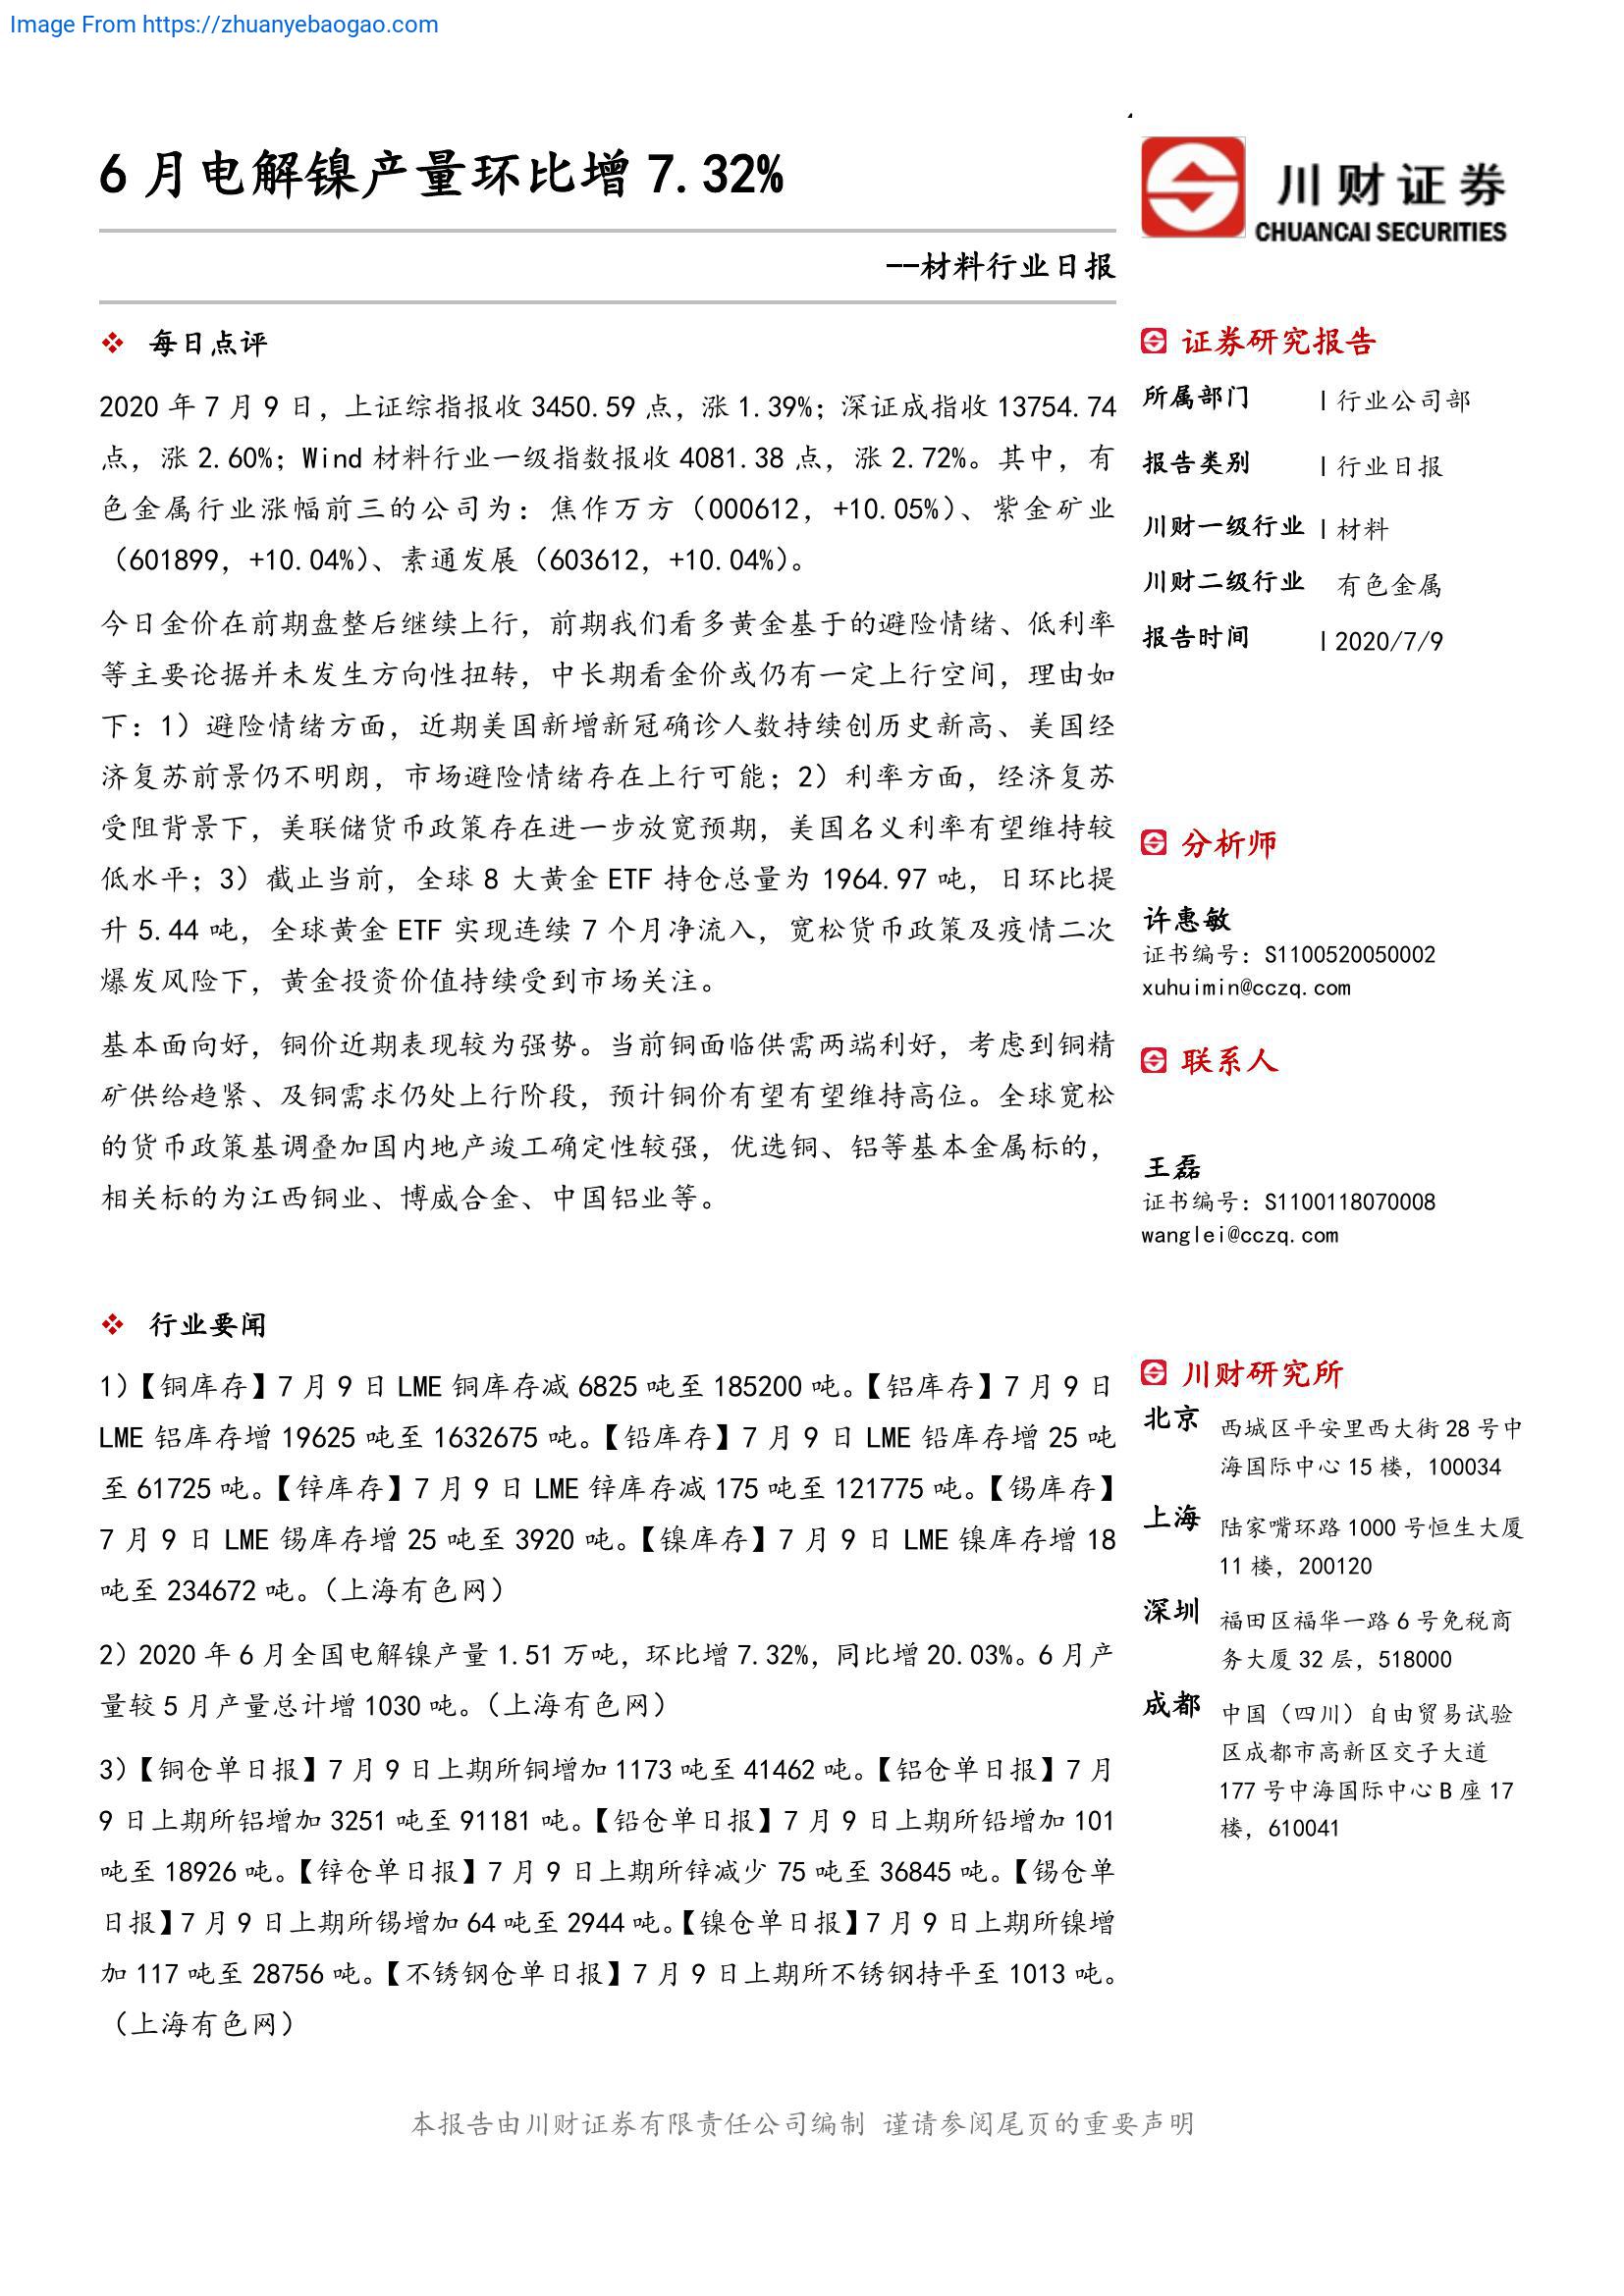 Image From https://zhuanyebaogao.com
6 月电解镍产量环比增 7.32%
川财证券
CHUANCAI SECURITIES
--材料行业日报
每日点评
2020 年 7 月 9 日，上证综指报收 3450.59 点，涨 1.39%；深证成指收 13754.74
点，涨 2.60%；Wind 材料行业一级指数报收 4081.38 点，涨 2.72%。其中，有
色金属行业涨幅前三的公司为：焦作万方（000612，+10.05%）、紫金矿业
（601899，+10.04%）、素通发展（603612，+10.04%）。
今日金价在前期盘整后继续上行，前期我们看多黄金基于的避险情绪、低利率
等主要论据并未发生方向性扭转，中长期看金价或仍有一定上行空间，理由如
下：1）避险情绪方面，近期美国新增新冠确诊人数持续创历史新高、美国经
济复苏前景仍不明朗，市场避险情绪存在上行可能；2）利率方面，经济复苏
受阻背景下，美联储货币政策存在进一步放宽预期，美国名义利率有望维持较
低水平；3）截止当前，全球 8 大黄金 ETF 持仓总量为 1964.97 吨，日环比提
升 5.44 吨，全球黄金 ETF 实现连续 7 个月净流入，宽松货币政策及疫情二次
爆发风险下，黄金投资价值持续受到市场关注。
基本面向好，铜价近期表现较为强势。当前铜面临供需两端利好，考虑到铜精
矿供给趋紧、及铜需求仍处上行阶段，预计铜价有望有望维持高位。全球宽松
的货币政策基调叠加国内地产竣工确定性较强，优选铜、铝等基本金属标的，
相关标的为江西铜业、博威合金、中国铝业等。
行业要闻
1）【铜库存】7 月 9 日 LME 铜库存减 6825 吨至 185200 吨。【铝库存】7 月 9 日
LME 铝库存增 19625 吨至 1632675 吨。【铅库存】7 月 9 日 LME 铅库存增 25 吨
至 61725 吨。【锌库存】7 月 9 日 LME 锌库存减 175 吨至 121775 吨。【锡库存】
7 月 9 日 LME 锡库存增 25 吨至 3920 吨。【镍库存】7 月 9 日 LME 镍库存增 18
吨至 234672 吨。（上海有色网）
2）2020 年 6 月全国电解镍产量 1.51 万吨，环比增 7.32%，同比增 20.03%。6 月产
量较 5 月产量总计增 1030 吨。（上海有色网）
3）【铜仓单日报】7 月 9 日上期所铜增加 1173 吨至 41462 吨。【铝仓单日报】7 月
9 日上期所铝增加 3251 吨至 91181 吨。【铅仓单日报】7 月 9 日上期所铅增加 101
吨至 18926 吨。【锌仓单日报】7 月 9 日上期所锌减少 75 吨至 36845 吨。【锡仓单
日报】7 月 9 日上期所锡增加 64 吨至 2944 吨。【镍仓单日报】7 月 9 日上期所镍增
加 117 吨至 28756 吨。【不锈钢仓单日报】7 月 9 日上期所不锈钢持平至 1013 吨。
（上海有色网）
证券研究报告
所属部门 | 行业公司部
报告类别 | 行业日报
川财一级行业 | 材料
川财二级行业 有色金属
报告时间 | 2020/7/9
分析师
许惠敏
证书编号：S1100520050002
xuhuimin@cczq.com
联系人
王磊
证书编号：S1100118070008
wanglei@cczq.com
川财研究所
北京 西城区平安里西大街 28 号中
海国际中心 15 楼，100034
上海 陆家嘴环路 1000 号恒生大厦
11 楼，200120
深圳 福田区福华一路 6 号免税商
务大厦 32 层，518000
成都 中国（四川）自由贸易试验
区成都市高新区交子大道
177 号中海国际中心 B 座 17
楼，610041
本报告由川财证券有限责任公司编制 谨请参阅尾页的重要声明